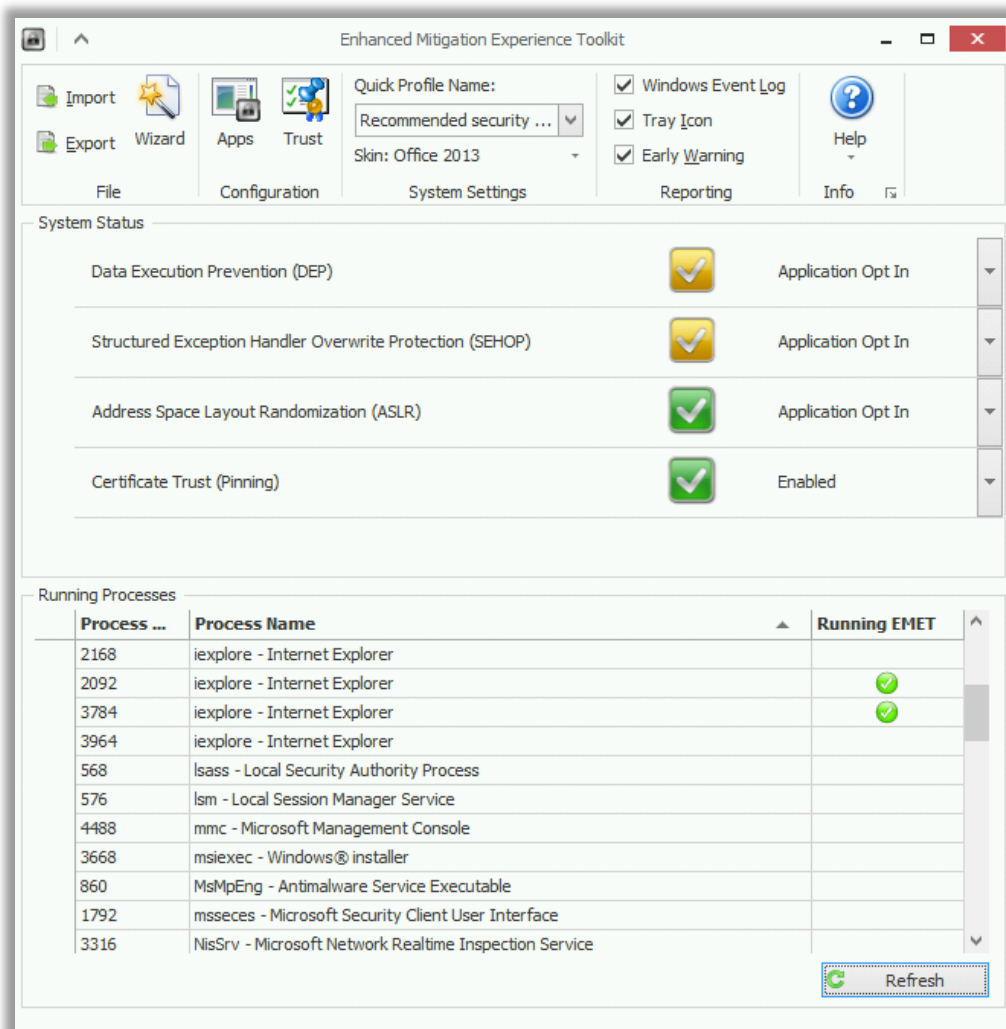 Enhanced Mitigation Experience Toolkit
Import
Export
Wizard
File
Apps
Trust
Configuration
Quick Profile Name:
Recommended security ...
Skin: Office 2013
System Settings
Windows Event Log
Tray Icon
Early Warning
Reporting
Help
Info
System Status
Data Execution Prevention (DEP) Application Opt In
Structured Exception Handler Overwrite Protection (SEHOP) Application Opt In
Address Space Layout Randomization (ASLR) Application Opt In
Certificate Trust (Pinning) Enabled
Running Processes
Process ... Process Name Running EMET
2168 iexplore - Internet Explorer
2092 iexplore - Internet Explorer
3784 iexplore - Internet Explorer
3964 iexplore - Internet Explorer
568 lsass - Local Security Authority Process
576 lsm - Local Session Manager Service
4488 mmc - Microsoft Management Console
3668 msiexec - Windows® installer
860 MsMpEng - Antimalware Service Executable
1792 msseces - Microsoft Security Client User Interface
3316 NisSrv - Microsoft Network Realtime Inspection Service
Refresh